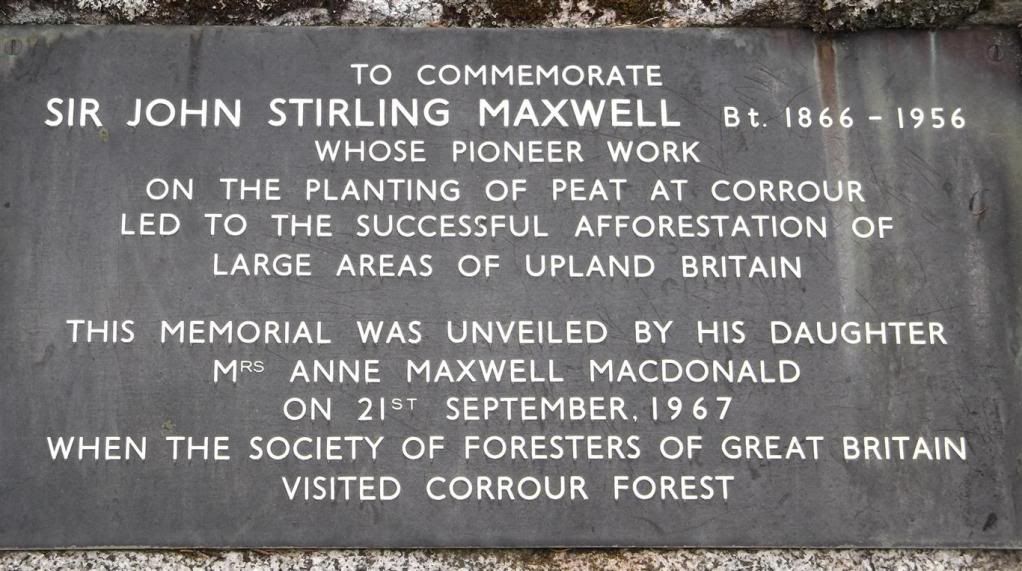 TO COMMEMORATE
SIR JOHN STIRLING MAXWELL Bt. 1866 - 1956
WHOSE PIONEER WORK
ON THE PLANTING OF PEAT AT CORROUR
LED TO THE SUCCESSFUL AFFORESTATION OF
LARGE AREAS OF UPLAND BRITAIN
THIS MEMORIAL WAS UNVEILED BY HIS DAUGHTER
MRS ANNE MAXWELL MACDONALD
ON 21ST SEPTEMBER, 1967
WHEN THE SOCIETY OF FORESTERS OF GREAT BRITAIN
VISITED CORROUR FOREST